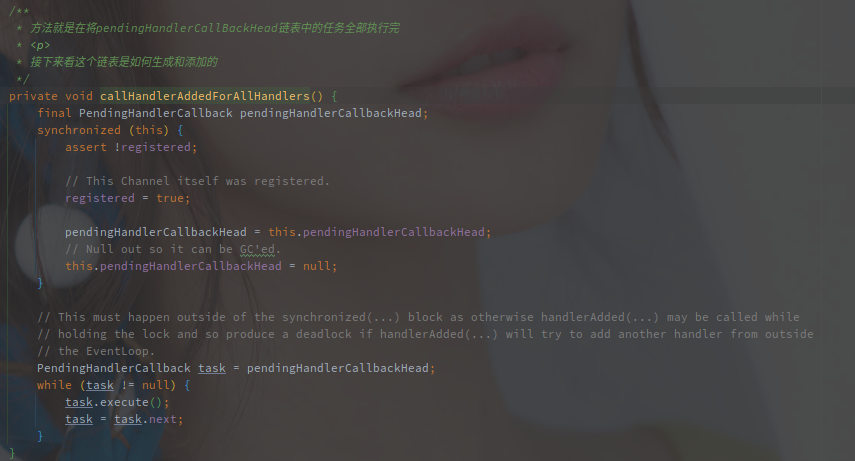 /**
 * 方法就是在将pendingHandlerCallBackHead链表中的任务全部执行完
 * <p>
 * 接下来看这个链表是如何生成和添加的
 */
private void callHandlerAddedForAllHandlers() {
    final PendingHandlerCallback pendingHandlerCallbackHead;
    synchronized (this) {
        assert !registered;

        // This Channel itself was registered.
        registered = true;

        pendingHandlerCallbackHead = this.pendingHandlerCallbackHead;
        // Null out so it can be GC'ed.
        this.pendingHandlerCallbackHead = null;
    }

    // This must happen outside of the synchronized(...) block as otherwise handlerAdded(...) may be called while
    // holding the lock and so produce a deadlock if handlerAdded(...) will try to add another handler from outside
    // the EventLoop.
    PendingHandlerCallback task = pendingHandlerCallbackHead;
    while (task != null) {
        task.execute();
        task = task.next;
    }
}